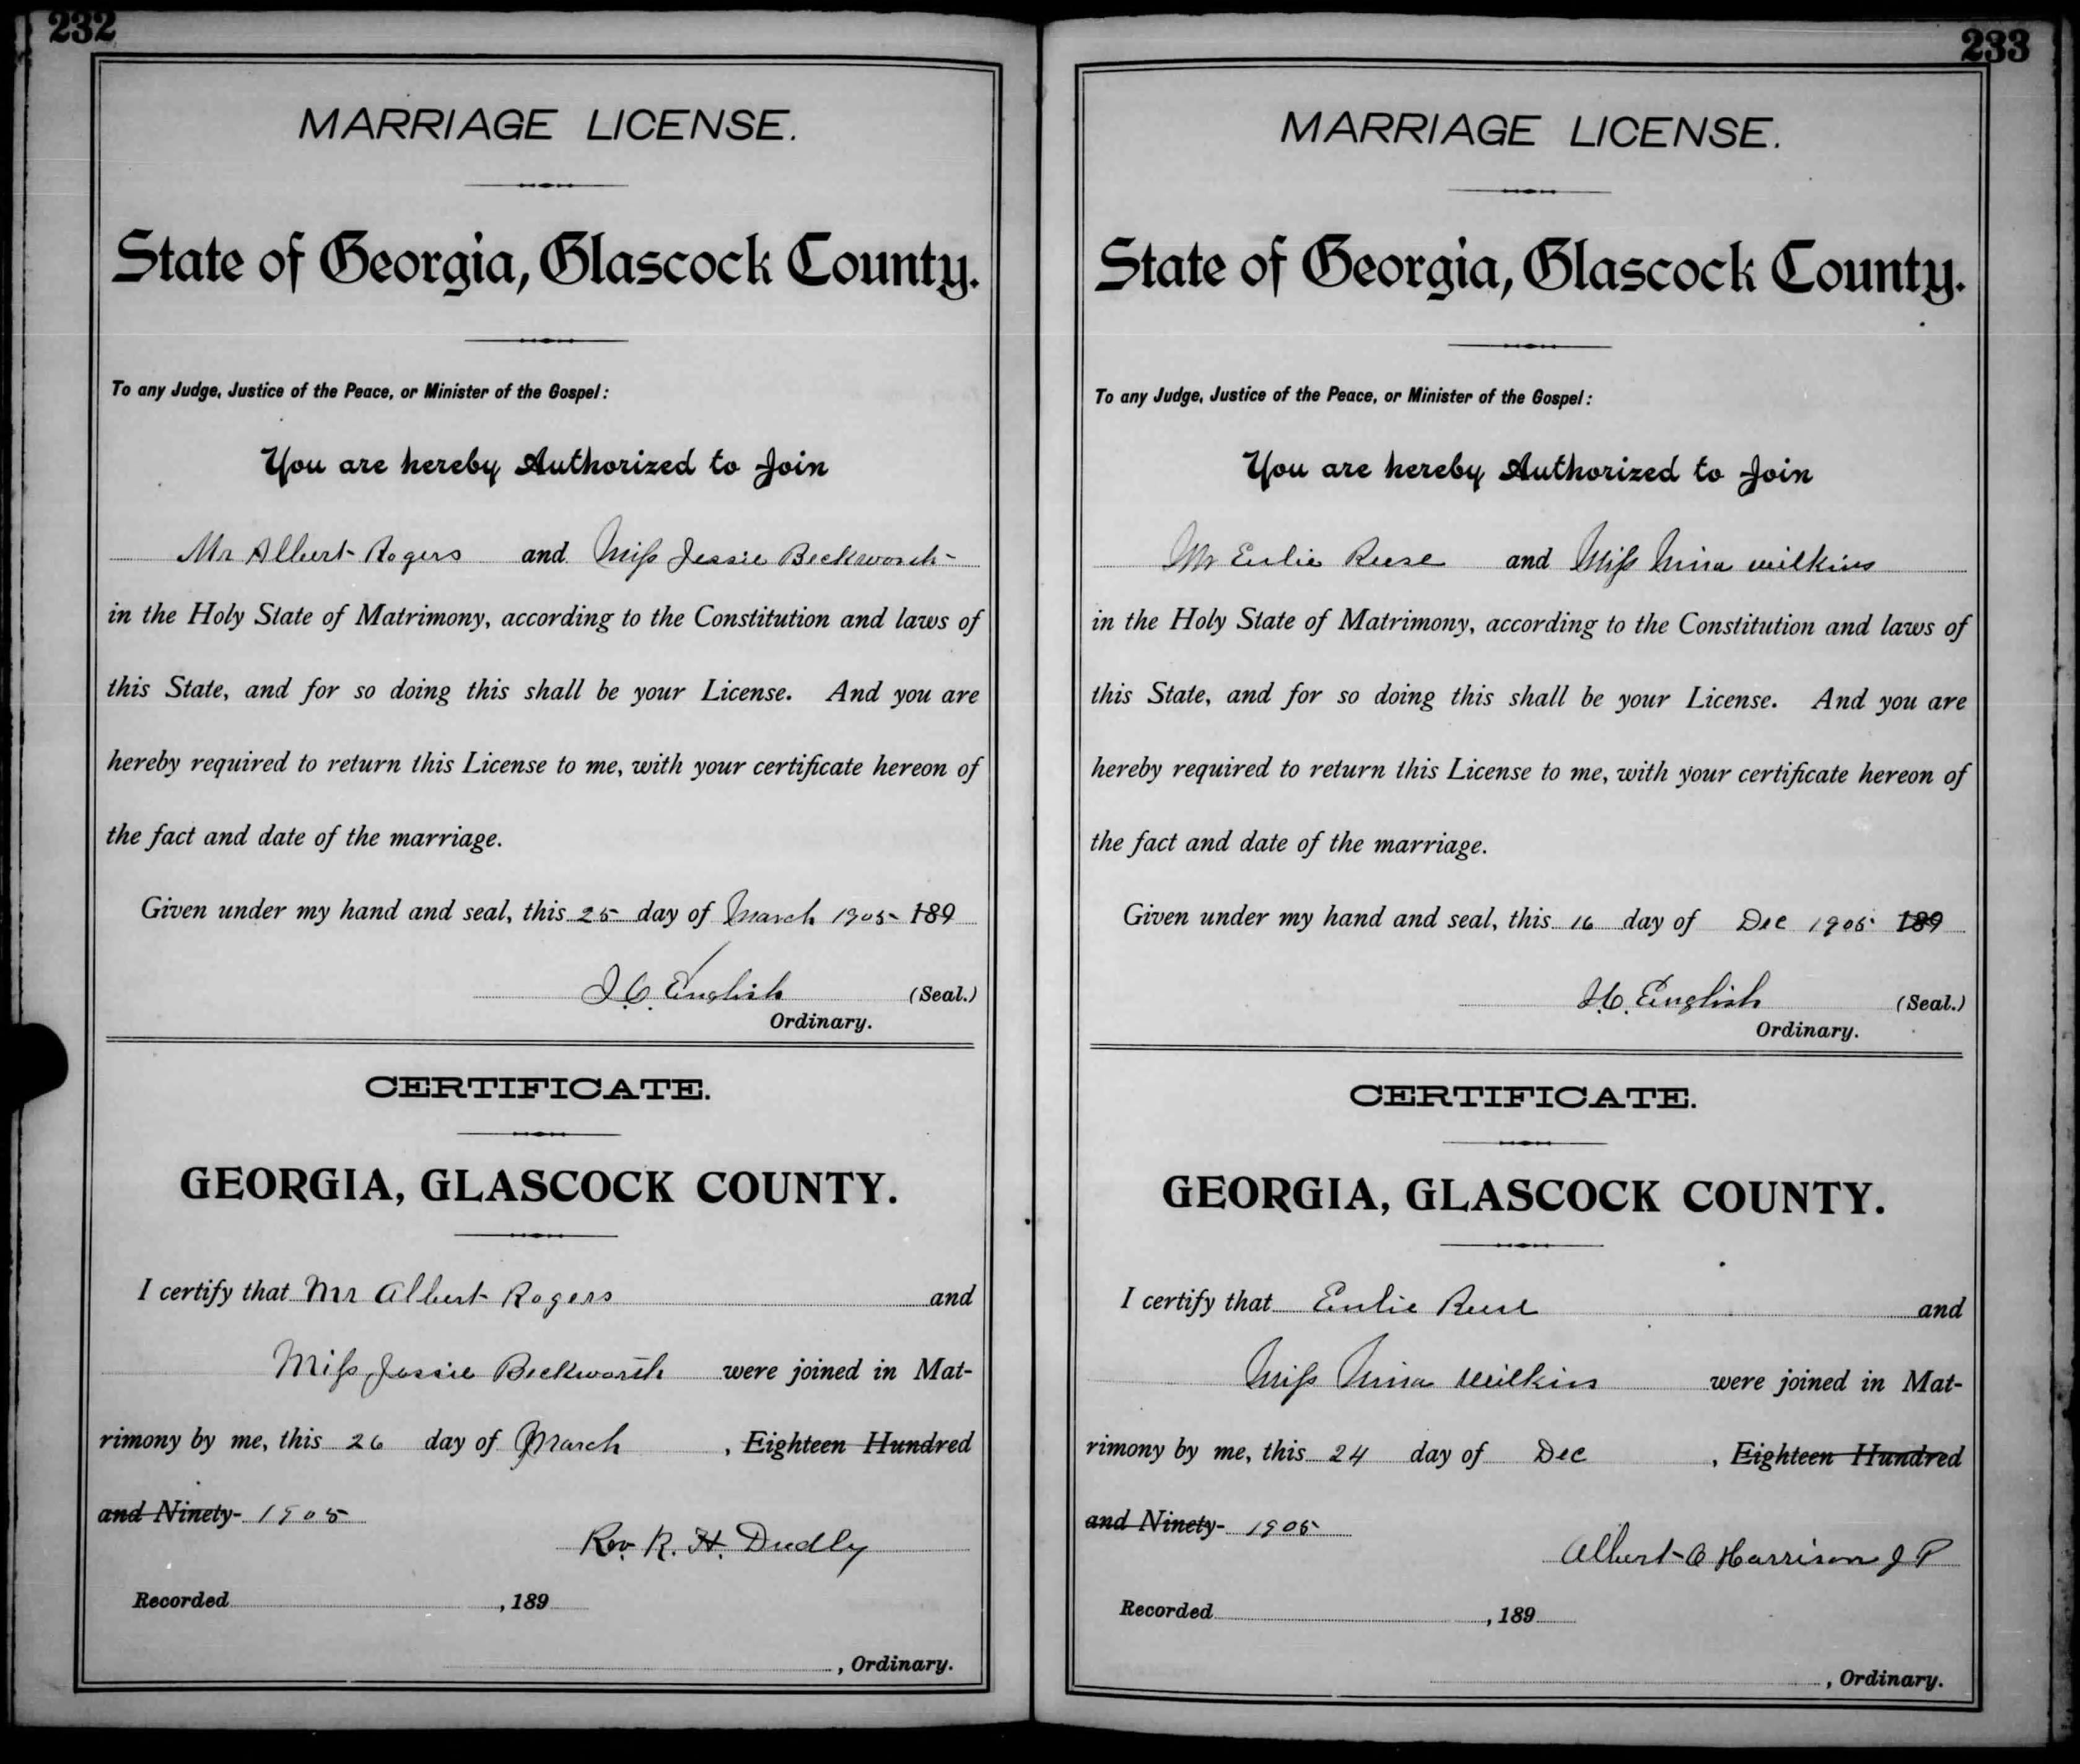 232
MARRIAGE LICENSE.
State of Georgia, Glascock County.
To any Judge, Justice of the Peace, or Minister of the Gospel:
You are hereby Authorized to Join
Mr Albert Rogers and Miss Jessie Beckworth
in the Holy State of Matrimony, according to the Constitution and laws of
this State, and for so doing this shall be your License. And you are
hereby required to return this License to me, with your certificate hereon of
the fact and date of the marriage.
Given under my hand and seal, this 25 day of March 1905 189
J.C. English (Seal.)
Ordinary.
CERTIFICATE.
GEORGIA, GLASCOCK COUNTY.
I certify that Mr Albert Rogers and
Miss Jessie Beckworth were joined in Mat-
rimony by me, this 26 day of March, Eighteen Hundred
and Ninety- 1905
Rev. R. H. Dudly
Recorded , 189
, Ordinary.
233
MARRIAGE LICENSE.
State of Georgia, Glascock County.
To any Judge, Justice of the Peace, or Minister of the Gospel:
You are hereby Authorized to Join
Mr Eulie Reese and Miss Nina Wilkins
in the Holy State of Matrimony, according to the Constitution and laws of
this State, and for so doing this shall be your License. And you are
hereby required to return this License to me, with your certificate hereon of
the fact and date of the marriage.
Given under my hand and seal, this 16 day of Dec 1905 189
J.C. English (Seal.)
Ordinary.
CERTIFICATE.
GEORGIA, GLASCOCK COUNTY.
I certify that Eulie Reese and
Miss Nina Wilkins were joined in Mat-
rimony by me, this 24 day of Dec, Eighteen Hundred
and Ninety- 1905
Albert O Harrison J P
Recorded , 189
, Ordinary.